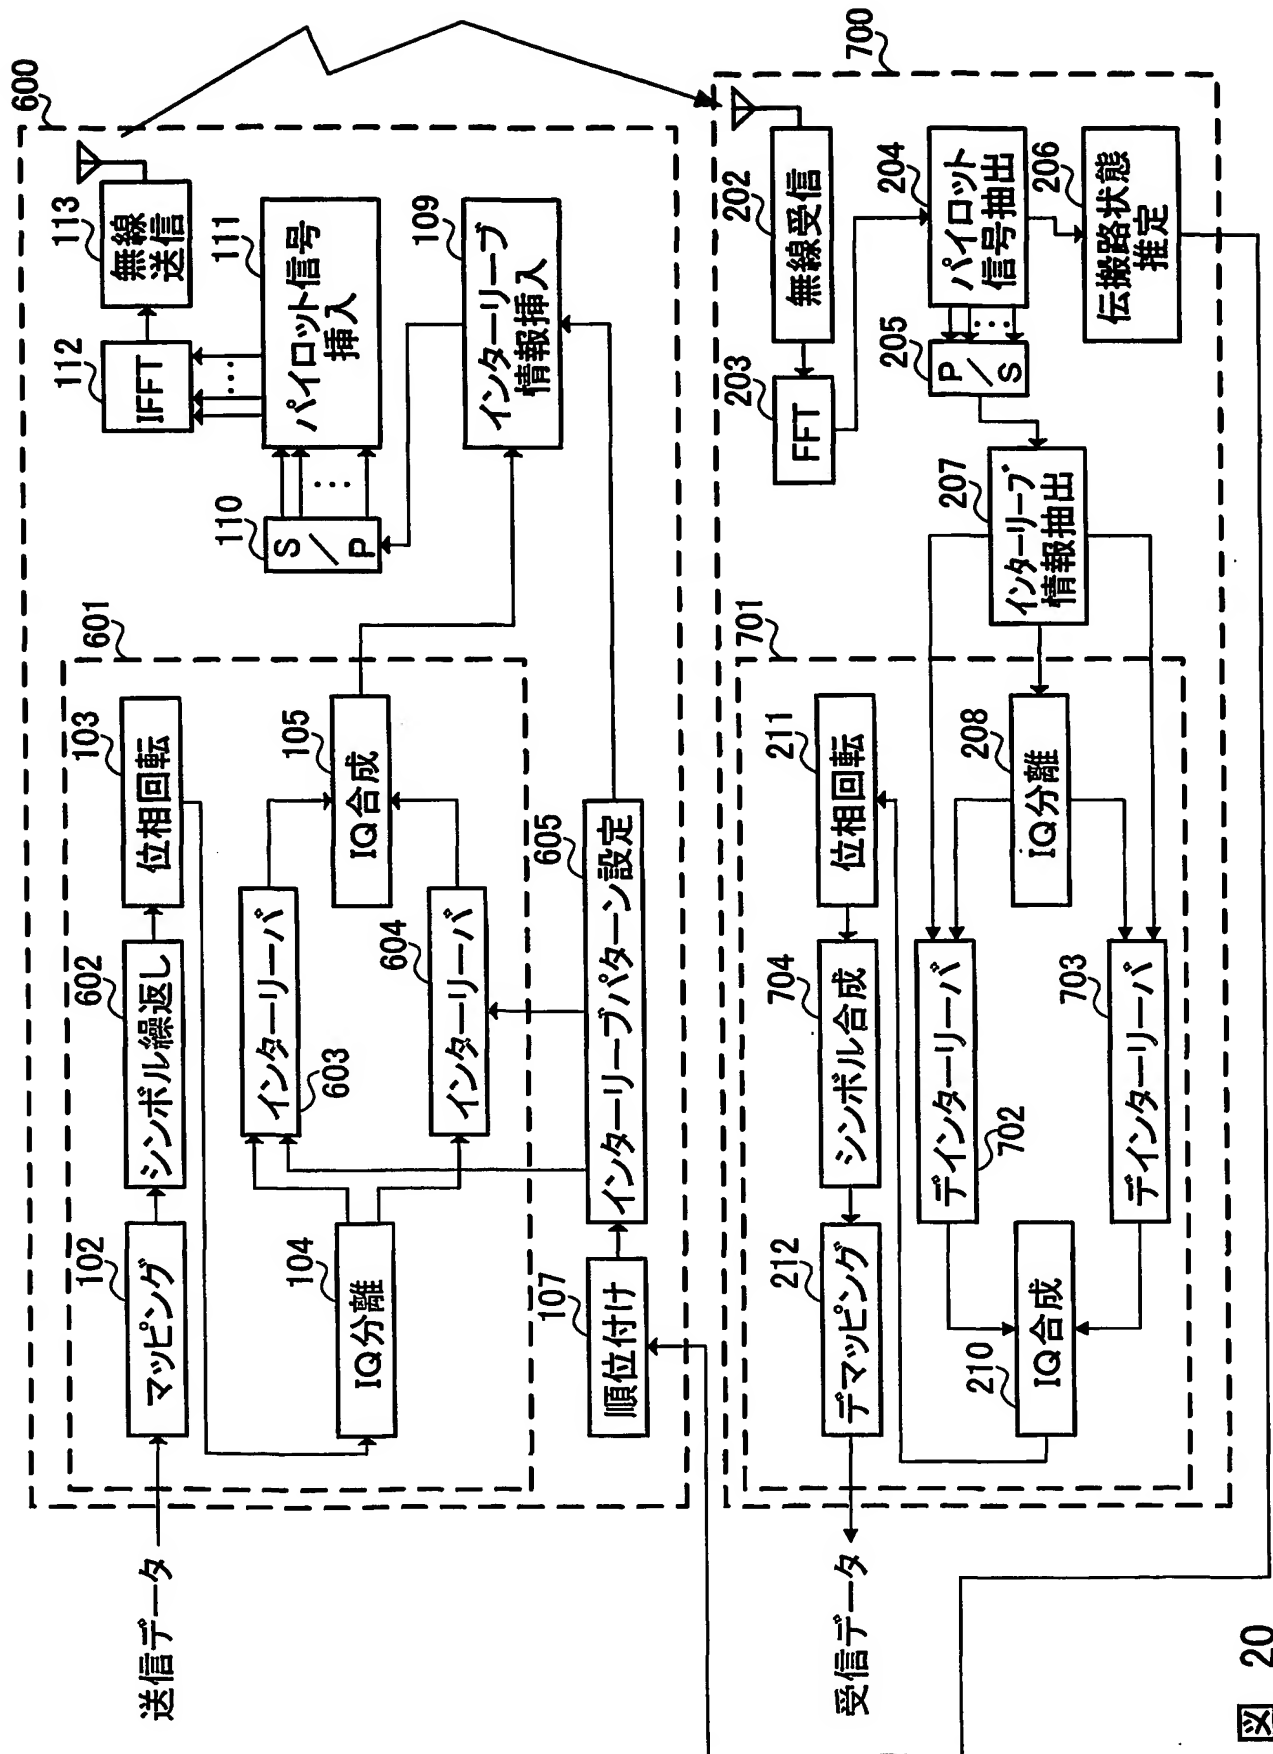 600
601
送信データ
マッピング
102
シンボル繰返し
602
位相回転
103
IQ分離
104
インターリーバ
603
インターリーバ
604
IQ合成
105
順位付け
107
インターリーブパターン設定
605
S/P
110
パイロット信号
挿入
111
IFFT
112
無線
送信
113
インターリーブ
情報挿入
109
700
701
無線受信
202
FFT
203
パイロット
信号抽出
204
P/S
205
伝搬路状態
推定
206
インターリーブ
情報抽出
207
IQ分離
208
デインターリーバ
702
デインターリーバ
703
IQ合成
210
位相回転
211
シンボル合成
704
デマッピング
212
受信データ
図 20